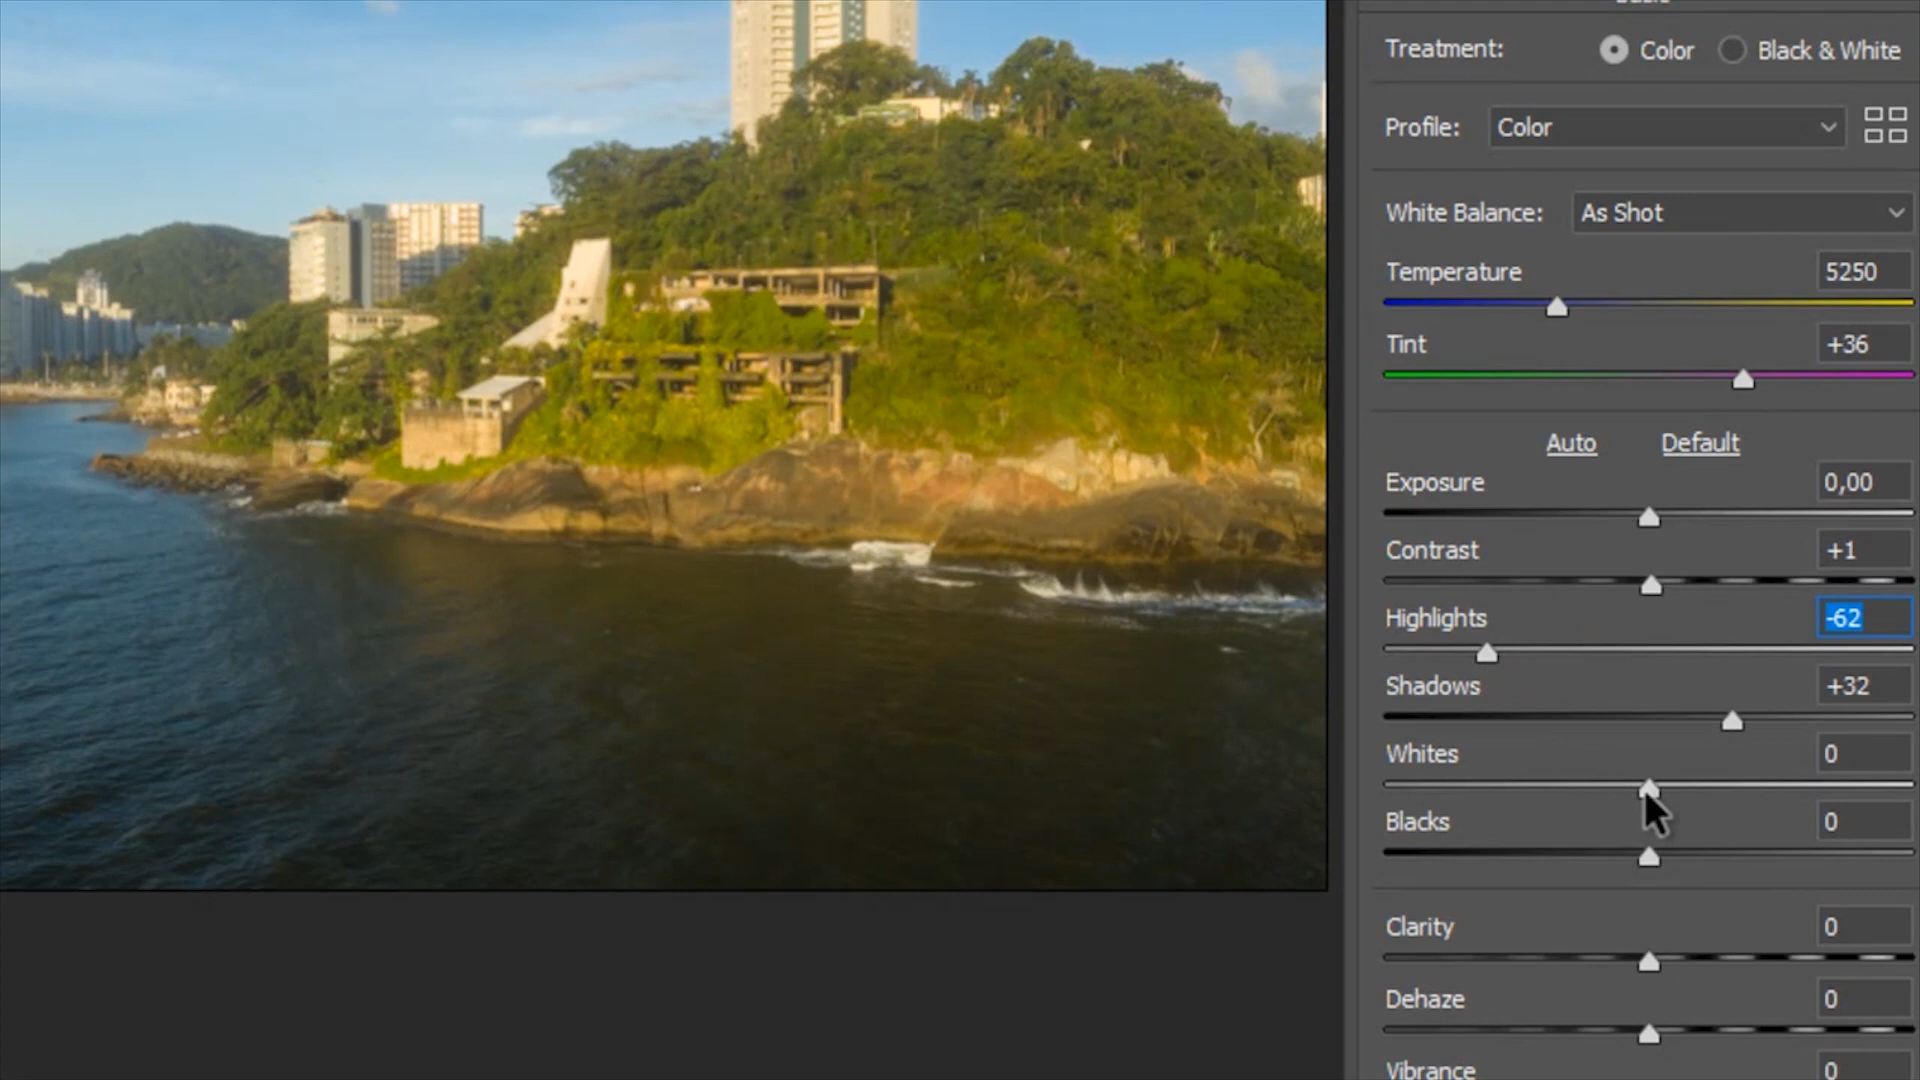 Treatment: Color Black & White
Profile: Color
White Balance: As Shot
Temperature 5250
Tint +36
Auto Default
Exposure 0,00
Contrast +1
Highlights -62
Shadows +32
Whites 0
Blacks 0
Clarity 0
Dehaze 0
Vibrance 0